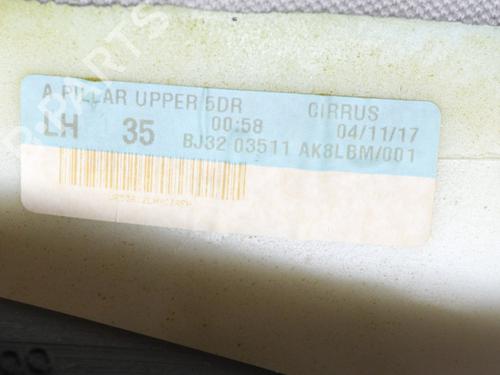 A PILLAR UPPER 5DR CIRRUS
LH 35 00:58 04/11/17
BJ32 03511 AK8LBM/001